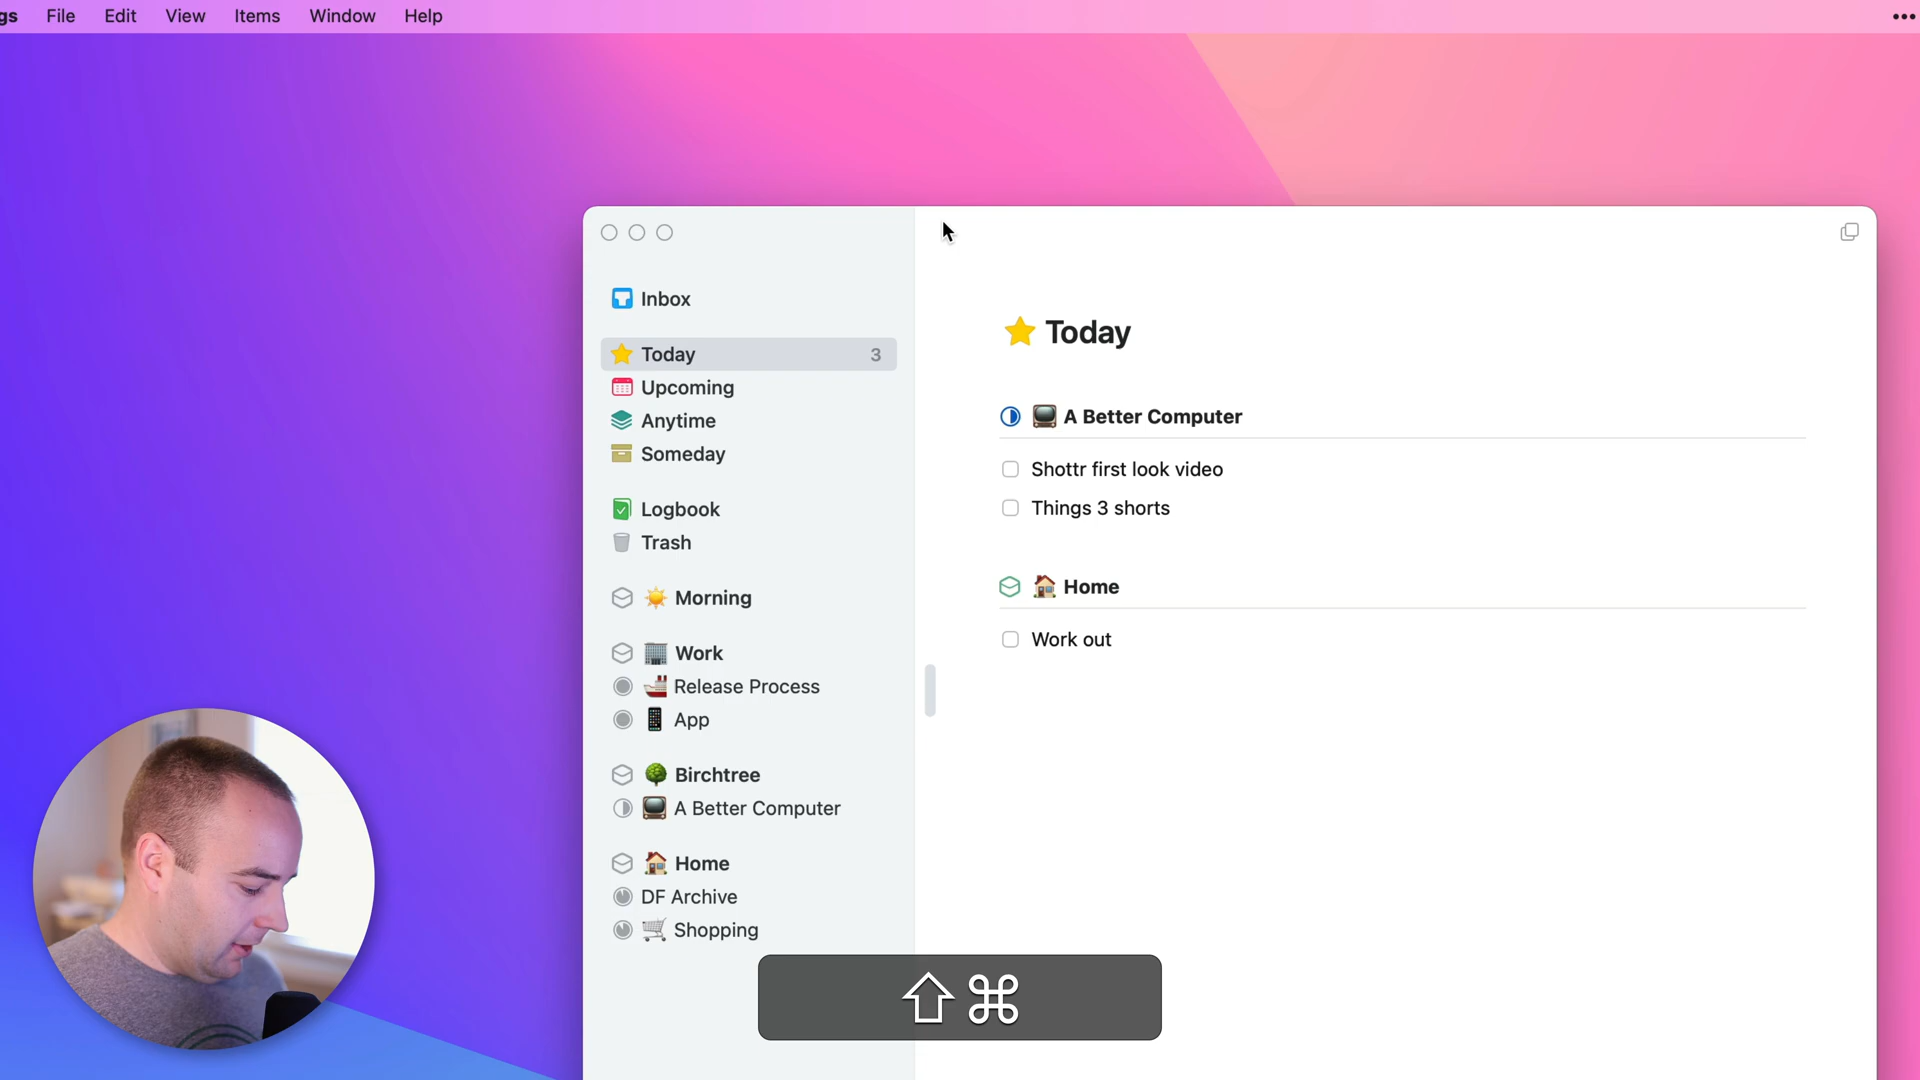 gs File Edit View Items Window Help
Inbox
Today 3
Upcoming
Anytime
Someday
Logbook
Trash
Morning
Work
Release Process
App
Birchtree
A Better Computer
Home
DF Archive
Shopping
Today
A Better Computer
Shottr first look video
Things 3 shorts
Home
Work out
⇧ ⌘